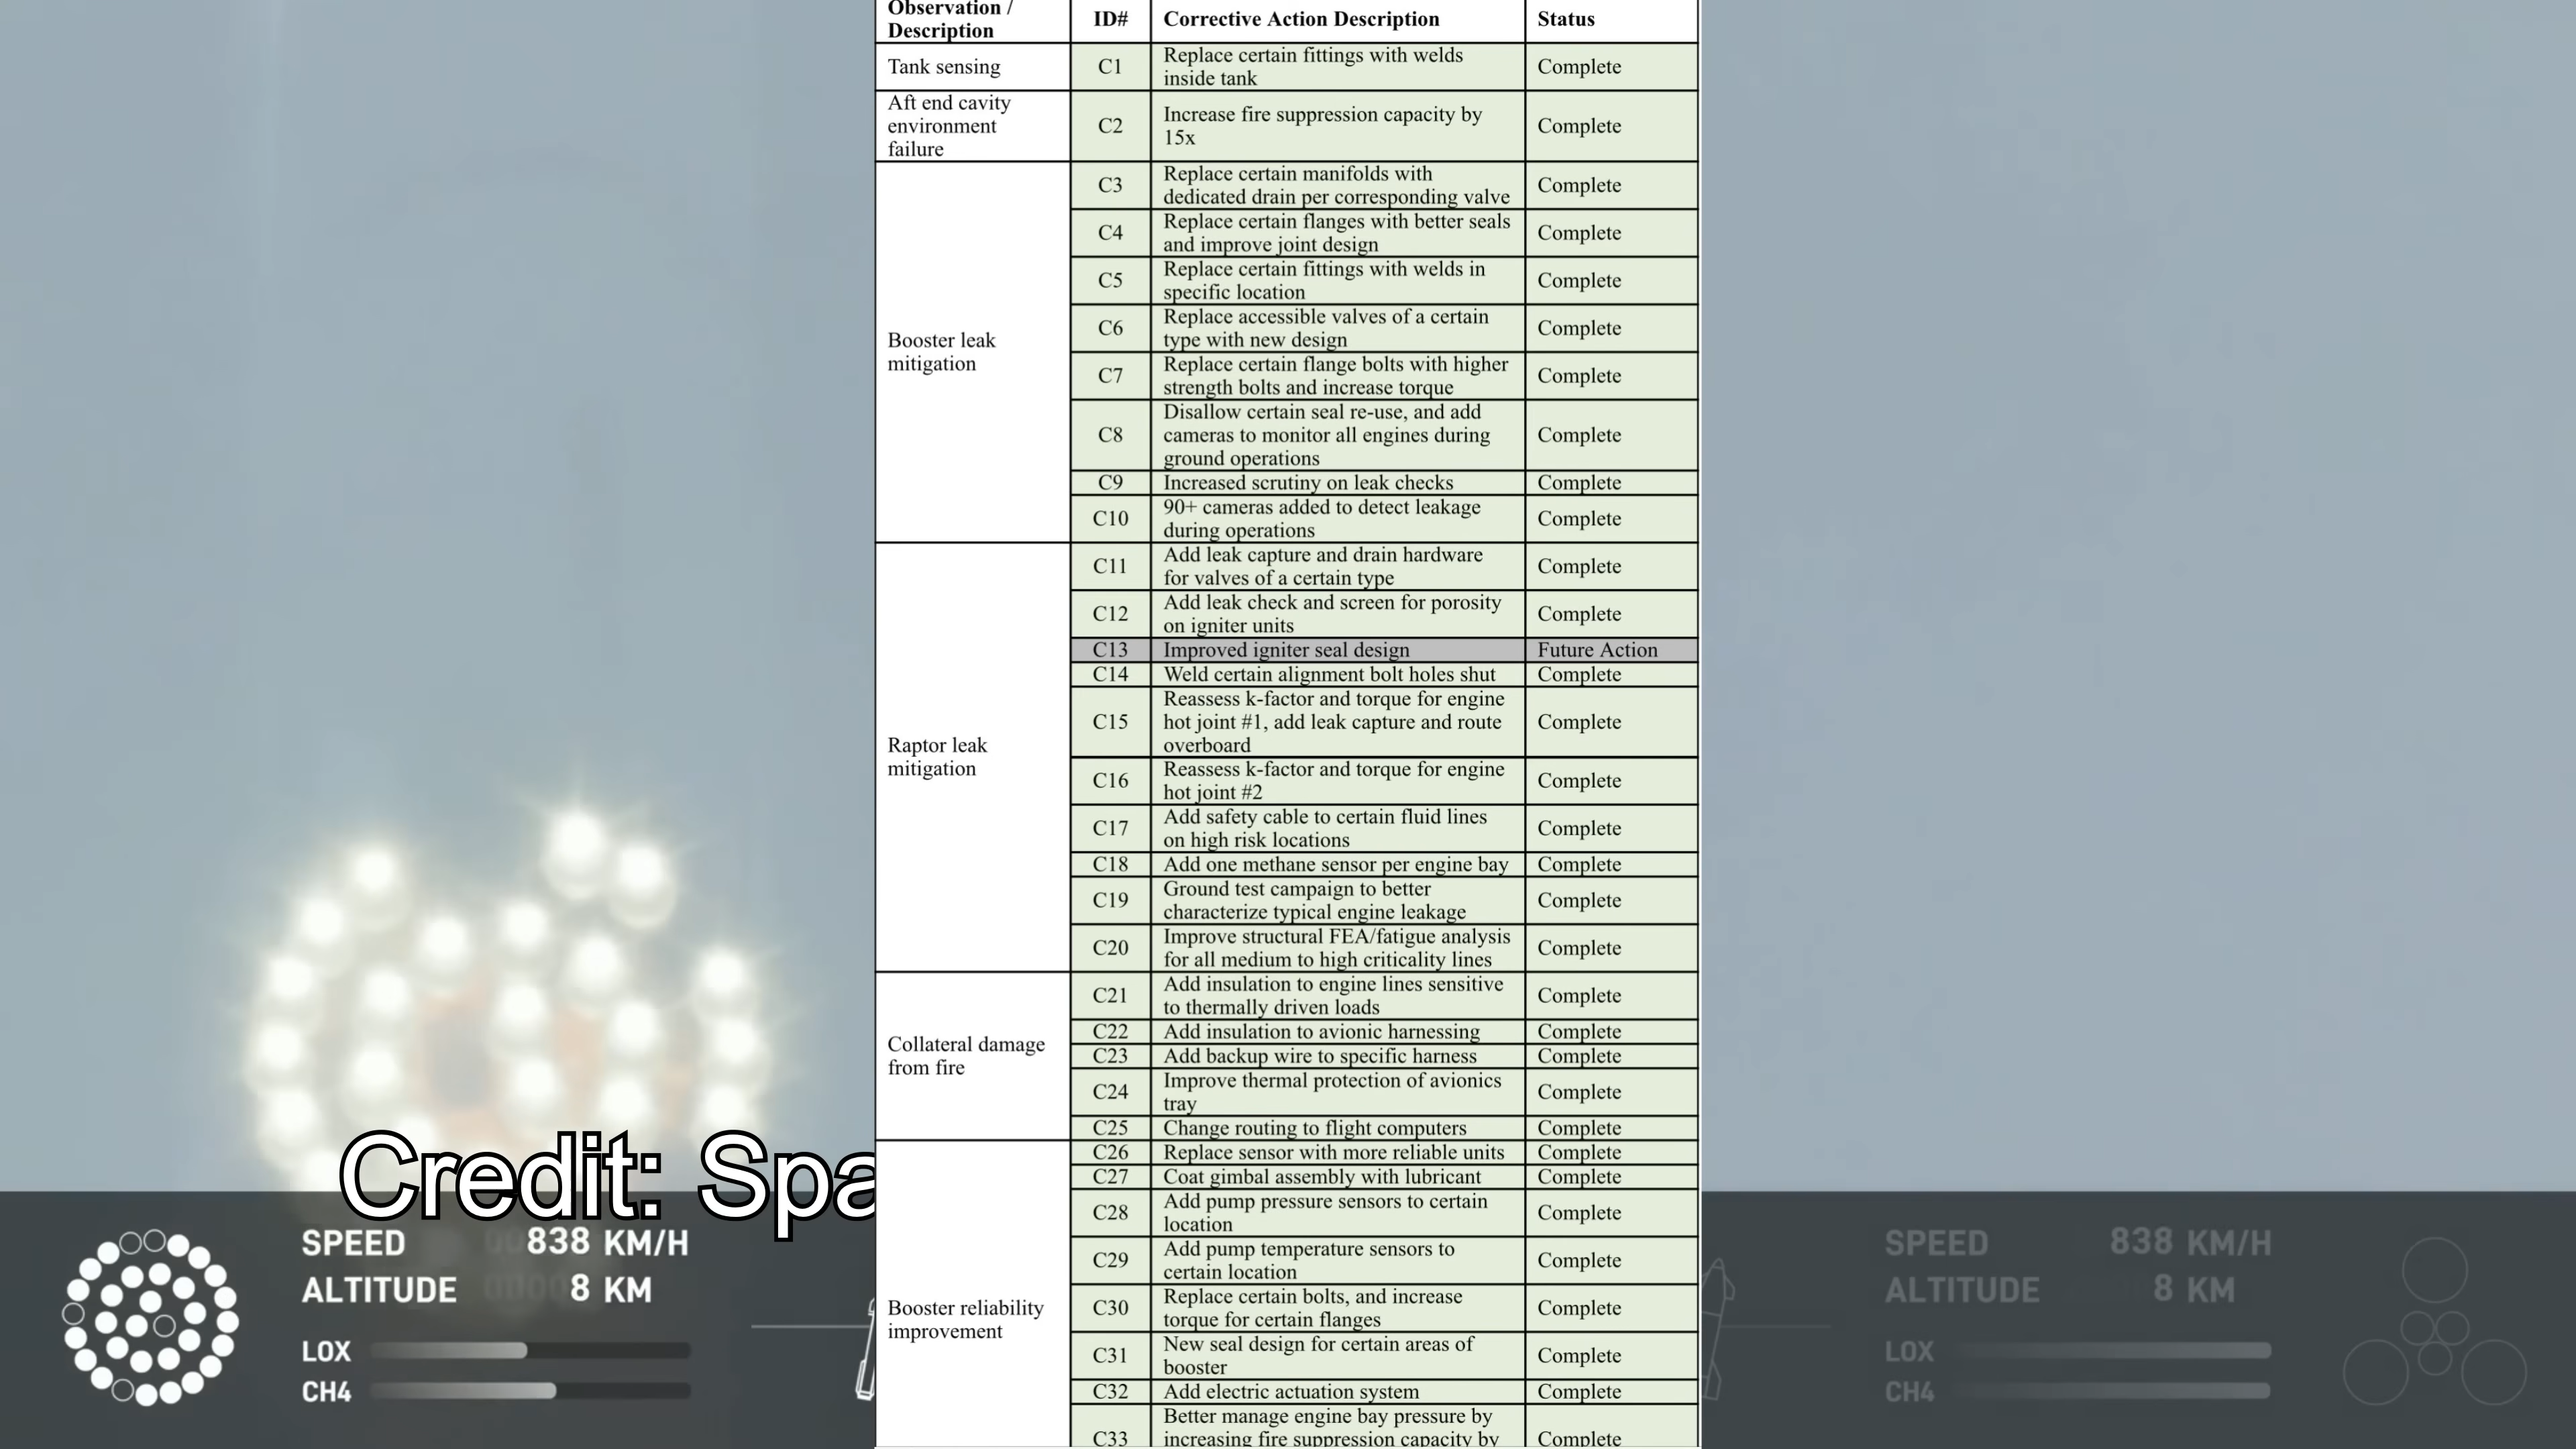 Observation /
Description
ID#
Corrective Action Description
Status
Tank sensing
C1
Replace certain fittings with welds
inside tank
Complete
Aft end cavity
environment
failure
C2
Increase fire suppression capacity by
15x
Complete
Booster leak
mitigation
C3
Replace certain manifolds with
dedicated drain per corresponding valve
Complete
C4
Replace certain flanges with better seals
and improve joint design
Complete
C5
Replace certain fittings with welds in
specific location
Complete
C6
Replace accessible valves of a certain
type with new design
Complete
C7
Replace certain flange bolts with higher
strength bolts and increase torque
Complete
C8
Disallow certain seal re-use, and add
cameras to monitor all engines during
ground operations
Complete
C9
Increased scrutiny on leak checks
Complete
C10
90+ cameras added to detect leakage
during operations
Complete
Raptor leak
mitigation
C11
Add leak capture and drain hardware
for valves of a certain type
Complete
C12
Add leak check and screen for porosity
on igniter units
Complete
C13
Improved igniter seal design
Future Action
C14
Weld certain alignment bolt holes shut
Complete
C15
Reassess k-factor and torque for engine
hot joint #1, add leak capture and route
overboard
Complete
C16
Reassess k-factor and torque for engine
hot joint #2
Complete
C17
Add safety cable to certain fluid lines
on high risk locations
Complete
C18
Add one methane sensor per engine bay
Complete
C19
Ground test campaign to better
characterize typical engine leakage
Complete
C20
Improve structural FEA/fatigue analysis
for all medium to high criticality lines
Complete
Collateral damage
from fire
C21
Add insulation to engine lines sensitive
to thermally driven loads
Complete
C22
Add insulation to avionic harnessing
Complete
C23
Add backup wire to specific harness
Complete
C24
Improve thermal protection of avionics
tray
Complete
C25
Change routing to flight computers
Complete
Booster reliability
improvement
C26
Replace sensor with more reliable units
Complete
C27
Coat gimbal assembly with lubricant
Complete
C28
Add pump pressure sensors to certain
location
Complete
C29
Add pump temperature sensors to
certain location
Complete
C30
Replace certain bolts, and increase
torque for certain flanges
Complete
C31
New seal design for certain areas of
booster
Complete
C32
Add electric actuation system
Complete
C33
Better manage engine bay pressure by
increasing fire suppression capacity by
Complete
Credit: Spa
SPEED 838 KM/H
ALTITUDE 8 KM
LOX
CH4
SPEED 838 KM/H
ALTITUDE 8 KM
LOX
CH4